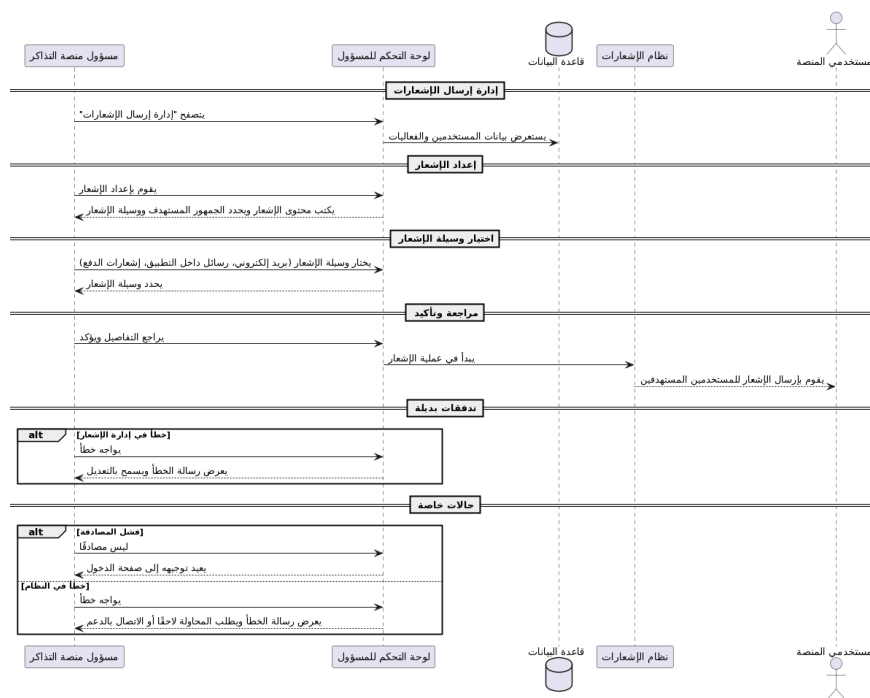 مسؤول منصة التذاكر
لوحة التحكم للمسؤول
قاعدة البيانات
نظام الإشعارات
مستخدمي المنصة
إدارة إرسال الإشعارات
يتصفح "إدارة إرسال الإشعارات"
يستعرض بيانات المستخدمين والفعاليات
إعداد الإشعار
يقوم بإعداد الإشعار
يكتب محتوى الإشعار ويحدد الجمهور المستهدف ووسيلة الإشعار
اختيار وسيلة الإشعار
يختار وسيلة الإشعار (بريد إلكتروني، رسائل داخل التطبيق، إشعارات الدفع)
يحدد وسيلة الإشعار
مراجعة وتأكيد
يراجع التفاصيل ويؤكد
يبدأ في عملية الإشعار
يقوم بإرسال الإشعار للمستخدمين المستهدفين
تدفقات بديلة
alt [خطأ في إدارة الإشعار]
يواجه خطأ
يعرض رسالة الخطأ ويسمح بالتعديل
حالات خاصة
alt [فشل المصادقة]
ليس مصادقًا
يعيد توجيهه إلى صفحة الدخول
[خطأ في النظام]
يواجه خطأ
يعرض رسالة الخطأ ويطلب المحاولة لاحقًا أو الاتصال بالدعم
مسؤول منصة التذاكر
لوحة التحكم للمسؤول
قاعدة البيانات
نظام الإشعارات
مستخدمي المنصة